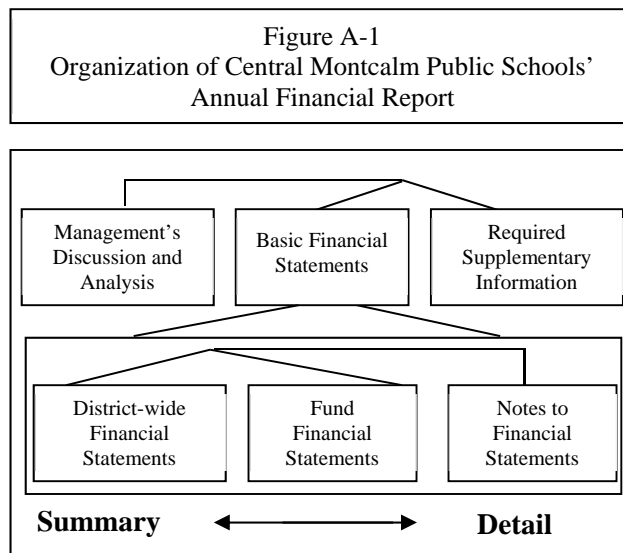 Figure A-1
Organization of Central Montcalm Public Schools’
Annual Financial Report
Management’s
Discussion and
Analysis
Basic Financial
Statements
Required
Supplementary
Information
District-wide
Financial
Statements
Fund
Financial
Statements
Notes to
Financial
Statements
Summary
Detail